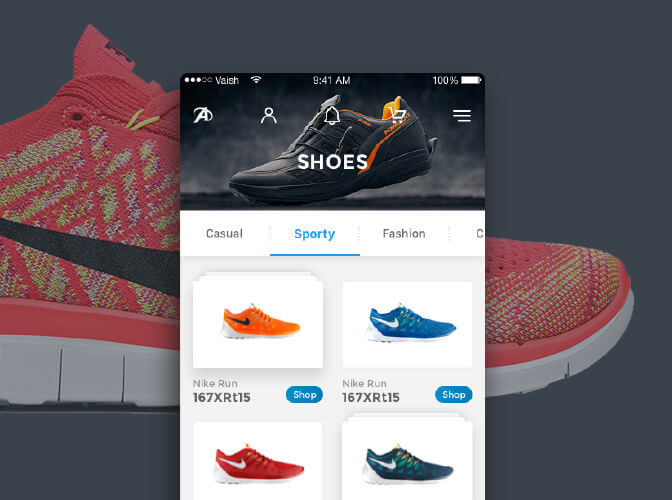 Vaish 9:41 AM 100%
SHOES
Casual Sporty Fashion C
Nike Run Nike Run
167XRt15 Shop 167XRt15 Shop